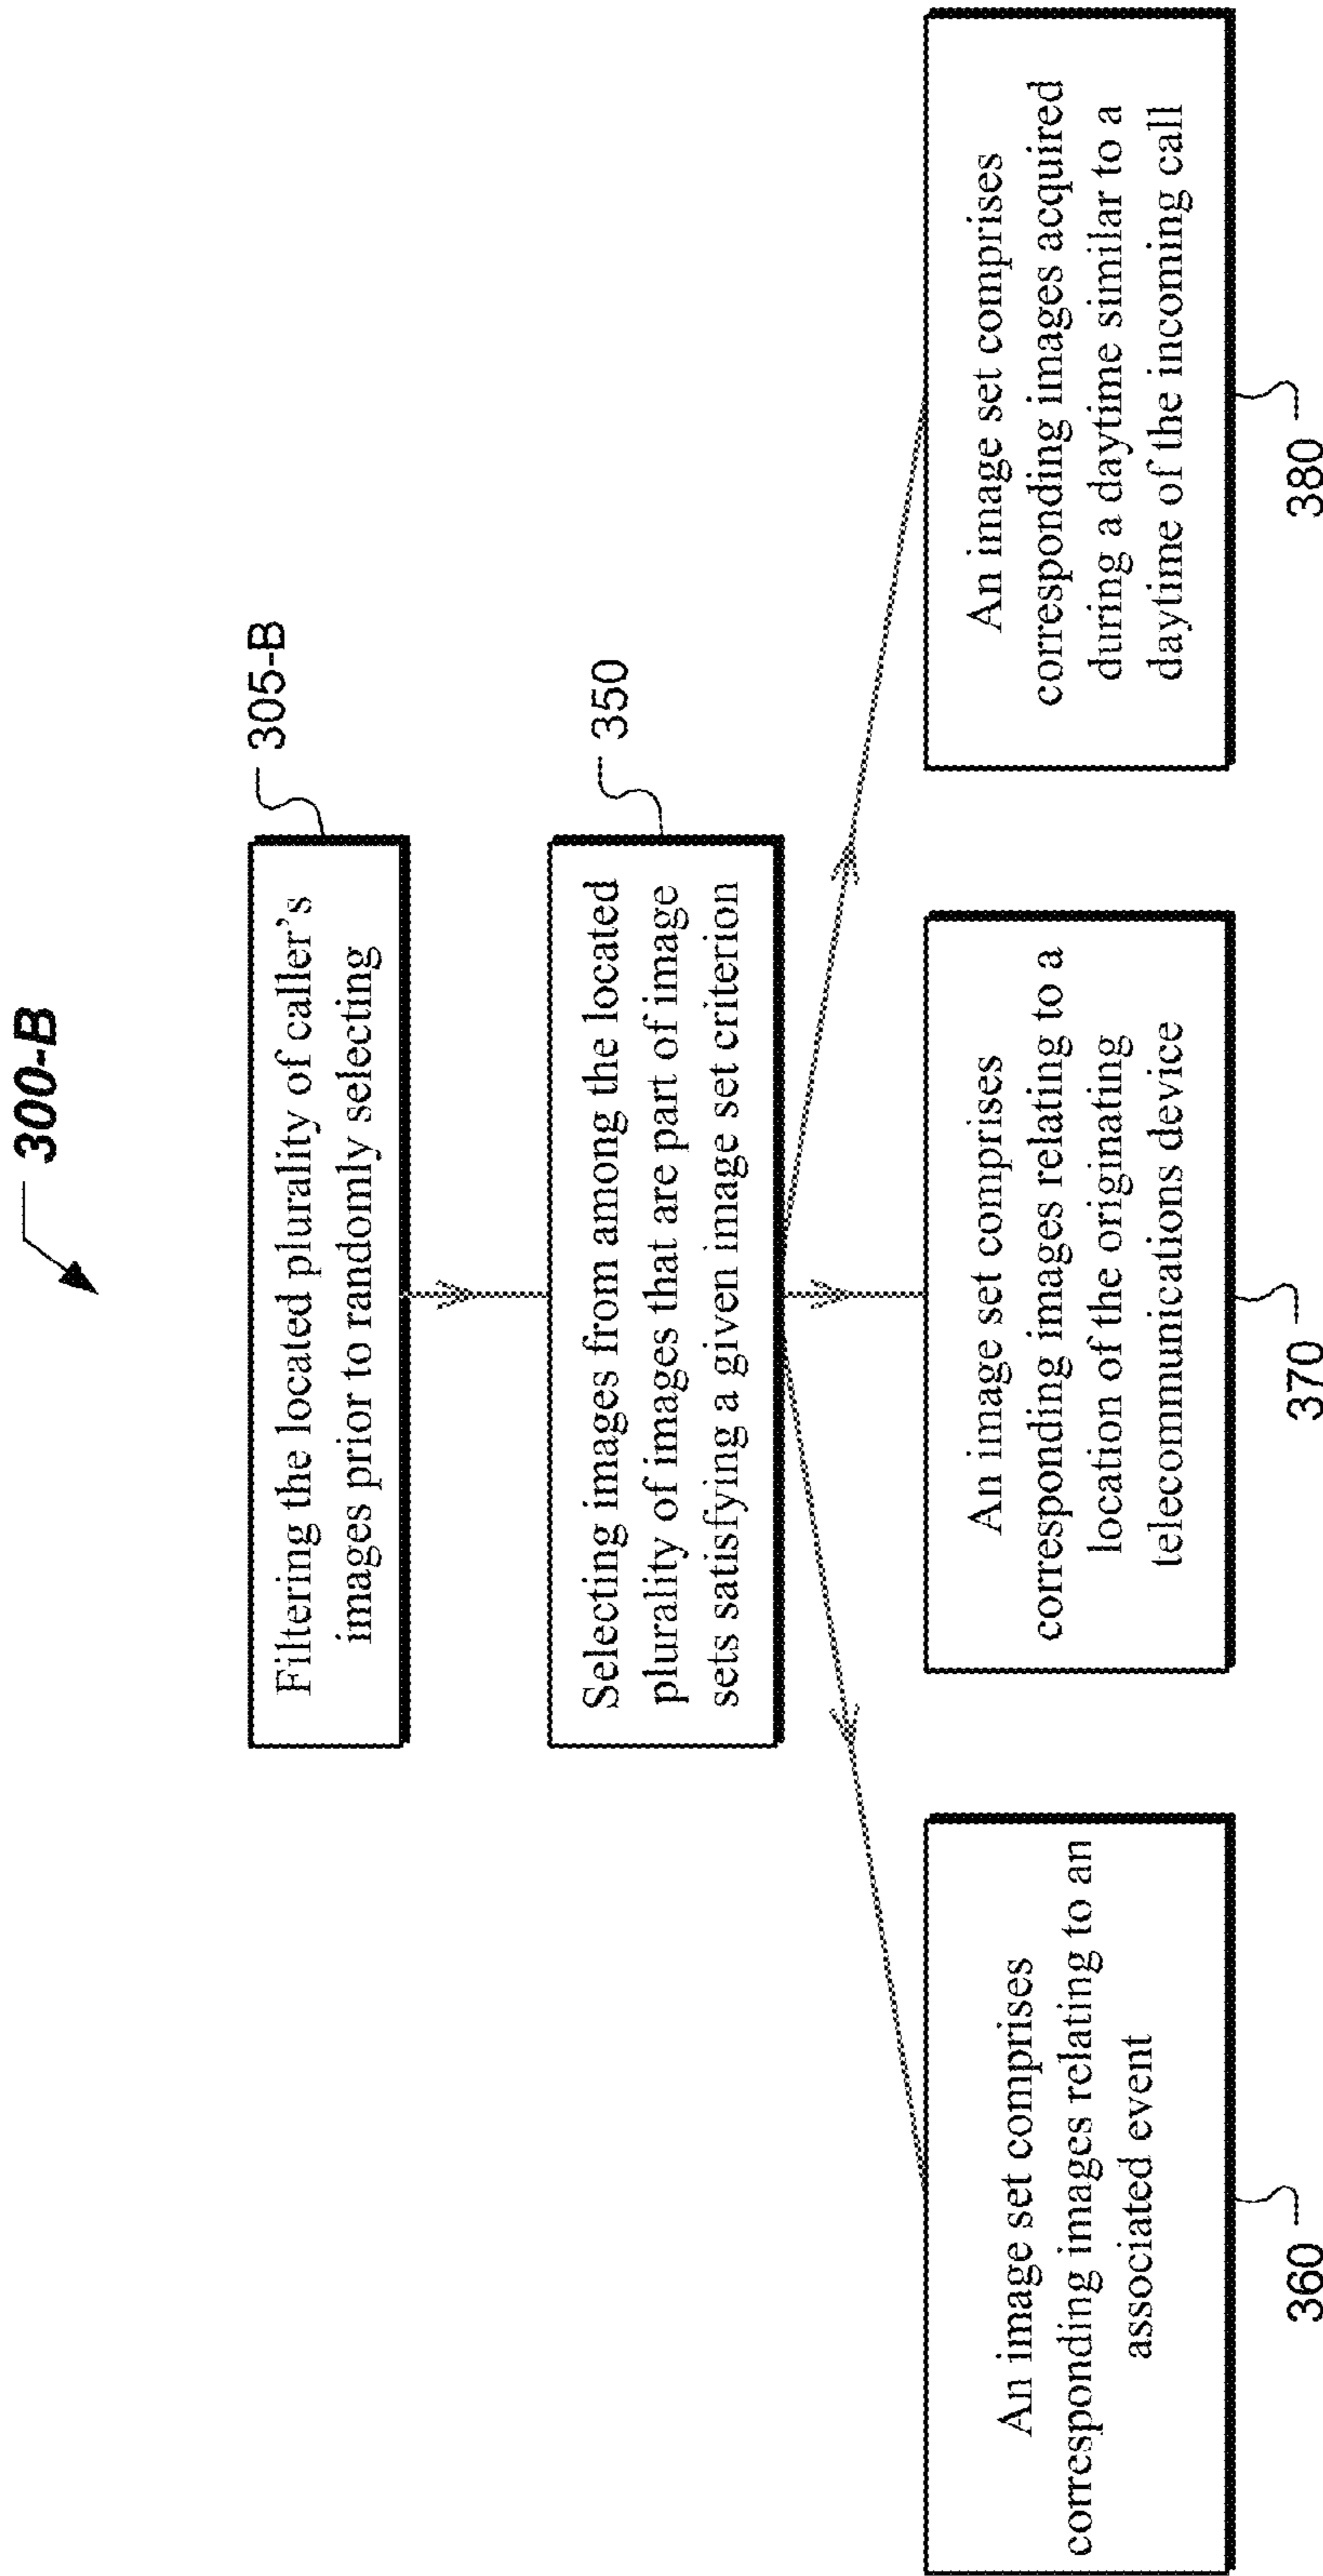 300-B
305-B
Filtering the located plurality of caller's
images prior to randomly selecting
350
Selecting images from among the located
plurality of images that are part of image
sets satisfying a given image set criterion
An image set comprises
corresponding images relating to an
associated event
360
An image set comprises
corresponding images relating to a
location of the originating
telecommunications device
370
An image set comprises
corresponding images acquired
during a daytime similar to a
daytime of the incoming call
380